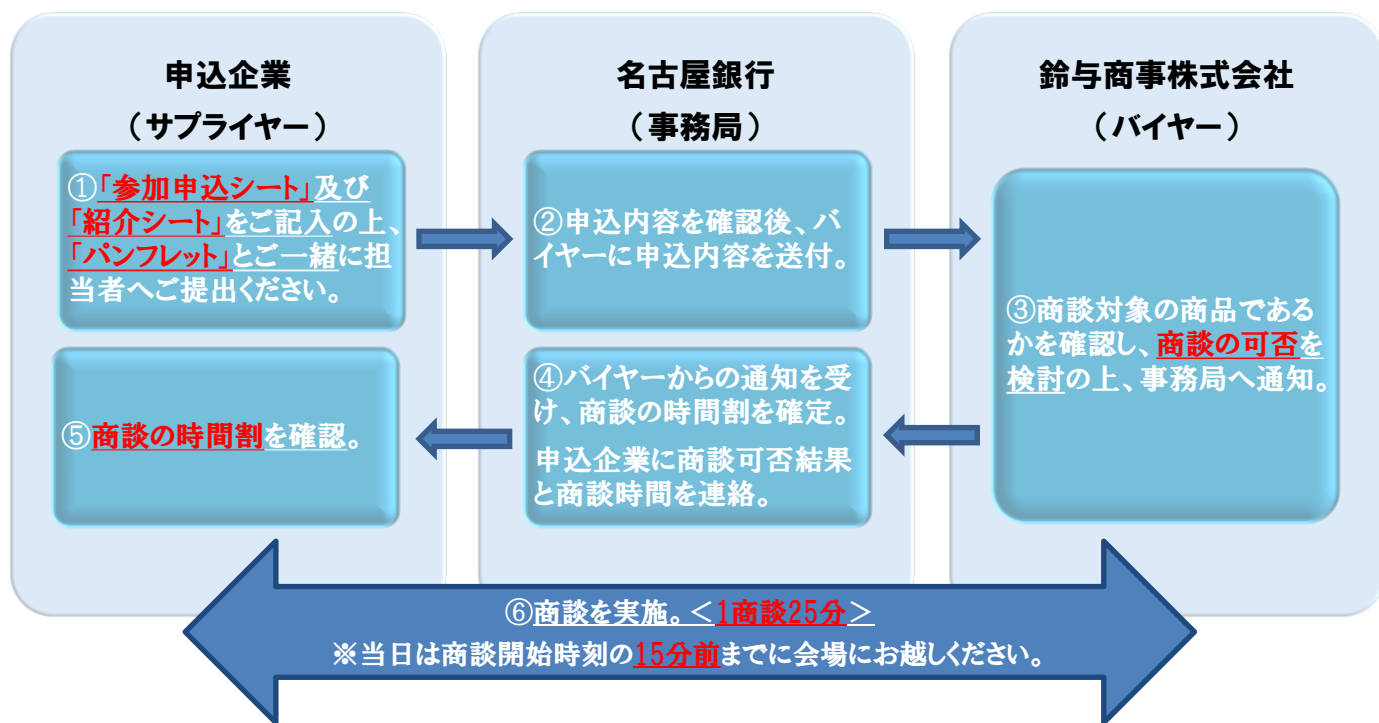 申込企業
（サプライヤー）
①「参加申込シート」及び
「紹介シート」をご記入の上、
「パンフレット」とご一緒に担
当者へご提出ください。
⑤商談の時間割を確認。
名古屋銀行
（事務局）
②申込内容を確認後、バ
イヤーに申込内容を送付。
④バイヤーからの通知を受
け、商談の時間割を確定。
申込企業に商談可否結果
と商談時間を連絡。
鈴与商事株式会社
（バイヤー）
③商談対象の商品である
かを確認し、商談の可否を
検討の上、事務局へ通知。
⑥商談を実施。＜1商談25分＞
※当日は商談開始時刻の15分前までに会場にお越しください。